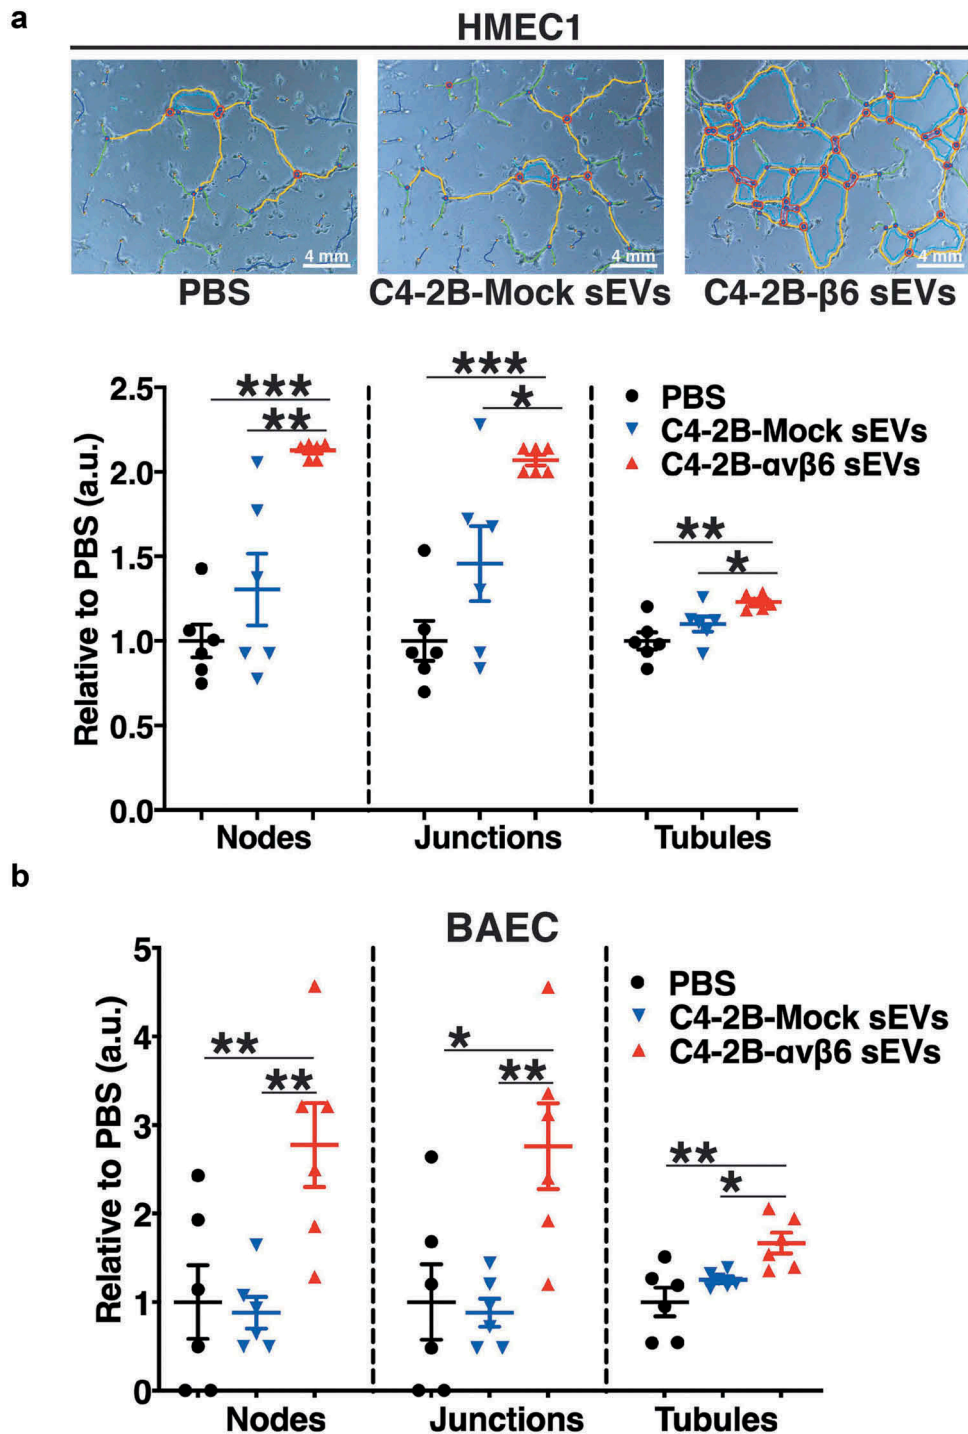 a
HMEC1
4 mm
4 mm
4 mm
PBS
C4-2B-Mock sEVs
C4-2B-β6 sEVs
Relative to PBS (a.u.)
2.5
2.0
1.5
1.0
0.5
0.0
***
**
***
*
**
*
PBS
C4-2B-Mock sEVs
C4-2B-αvβ6 sEVs
Nodes
Junctions
Tubules
b
BAEC
Relative to PBS (a.u.)
5
4
3
2
1
0
**
**
*
**
**
*
PBS
C4-2B-Mock sEVs
C4-2B-αvβ6 sEVs
Nodes
Junctions
Tubules